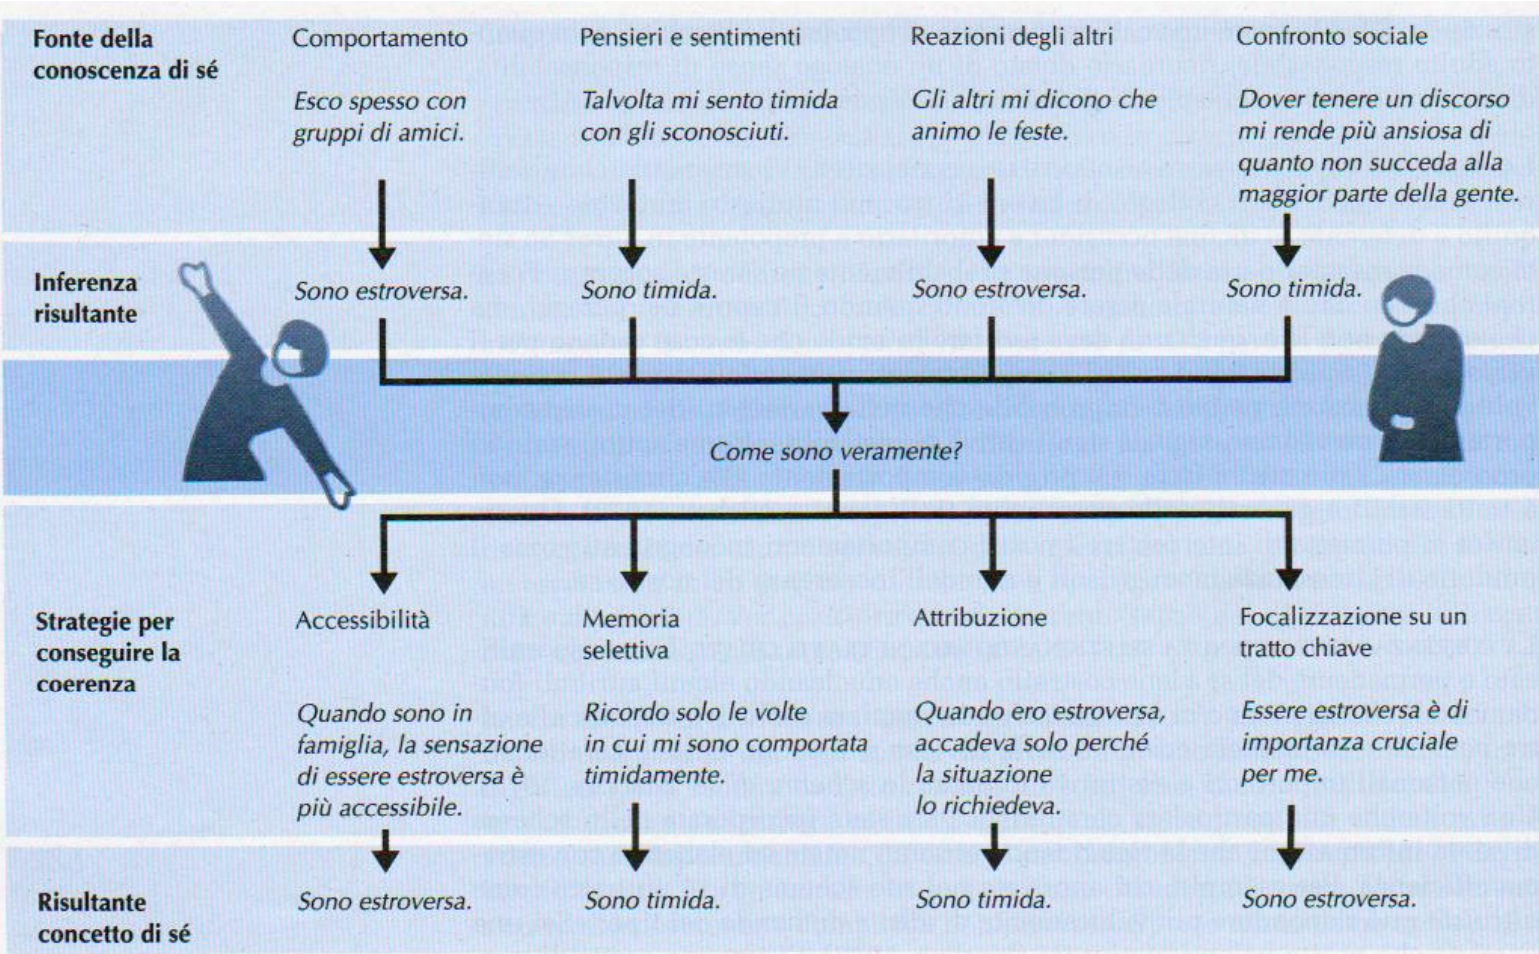 Fonte della
conoscenza di sé
Comportamento
Esco spesso con
gruppi di amici.
Pensieri e sentimenti
Talvolta mi sento timida
con gli sconosciuti.
Reazioni degli altri
Gli altri mi dicono che
animo le feste.
Confronto sociale
Dover tenere un discorso
mi rende più ansiosa di
quanto non succeda alla
maggior parte della gente.
Inferenza
risultante
Sono estroversa.
Sono timida.
Sono estroversa.
Sono timida.
Come sono veramente?
Strategie per
conseguire la
coerenza
Accessibilità
Quando sono in
famiglia, la sensazione
di essere estroversa è
più accessibile.
Memoria
selettiva
Ricordo solo le volte
in cui mi sono comportata
timidamente.
Attribuzione
Quando ero estroversa,
accadeva solo perché
la situazione
lo richiedeva.
Focalizzazione su un
tratto chiave
Essere estroversa è di
importanza cruciale
per me.
Risultante
concetto di sé
Sono estroversa.
Sono timida.
Sono timida.
Sono estroversa.